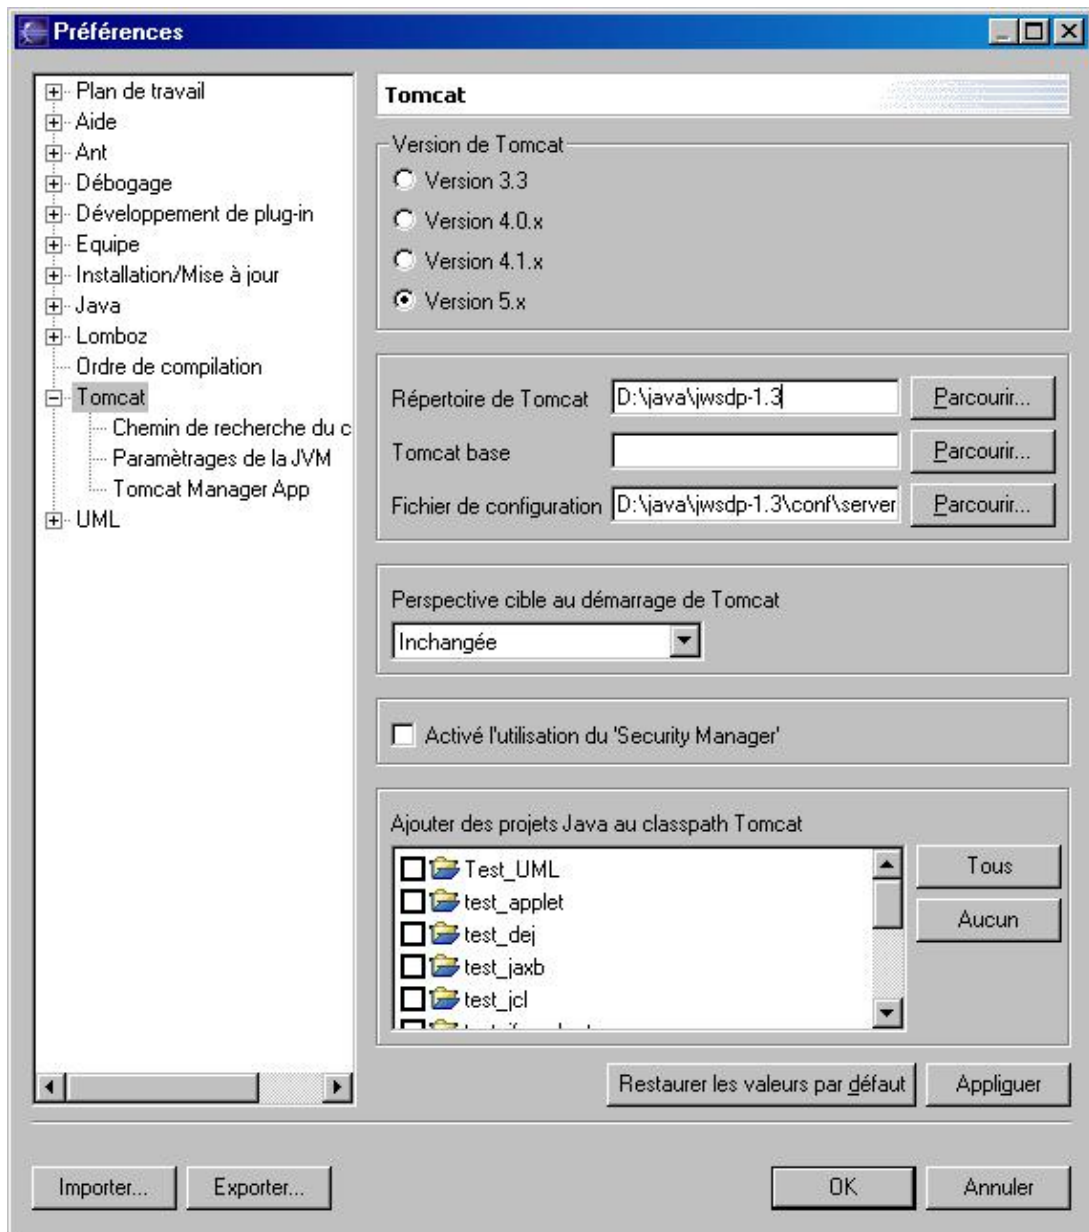 Préférences
Plan de travail
Aide
Ant
Débogage
Développement de plug-in
Equipe
Installation/Mise à jour
Java
Lomboz
Ordre de compilation
Tomcat
Chemin de recherche du c
Paramètrages de la JVM
Tomcat Manager App
UML
Tomcat
Version de Tomcat
Version 3.3
Version 4.0.x
Version 4.1.x
Version 5.x
Répertoire de Tomcat D:\java\jwsdp-1.3 Parcourir...
Tomcat base Parcourir...
Fichier de configuration D:\java\jwsdp-1.3\conf\server Parcourir...
Perspective cible au démarrage de Tomcat
Inchangée
Activé l'utilisation du 'Security Manager'
Ajouter des projets Java au classpath Tomcat
Test_UML
test_applet
test_dej
test_jaxb
test_jcl
Tous
Aucun
Restaurer les valeurs par défaut Appliquer
Importer... Exporter... OK Annuler